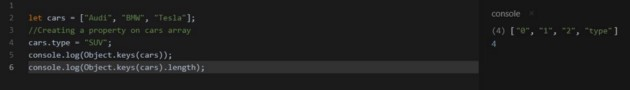 1
2 let cars = ["Audi", "BMW", "Tesla"];
3 //Creating a property on cars array
4 cars.type = "SUV";
5 console.log(Object.keys(cars));
6 console.log(Object.keys(cars).length);
console ×
(4) ["0", "1", "2", "type"]
4